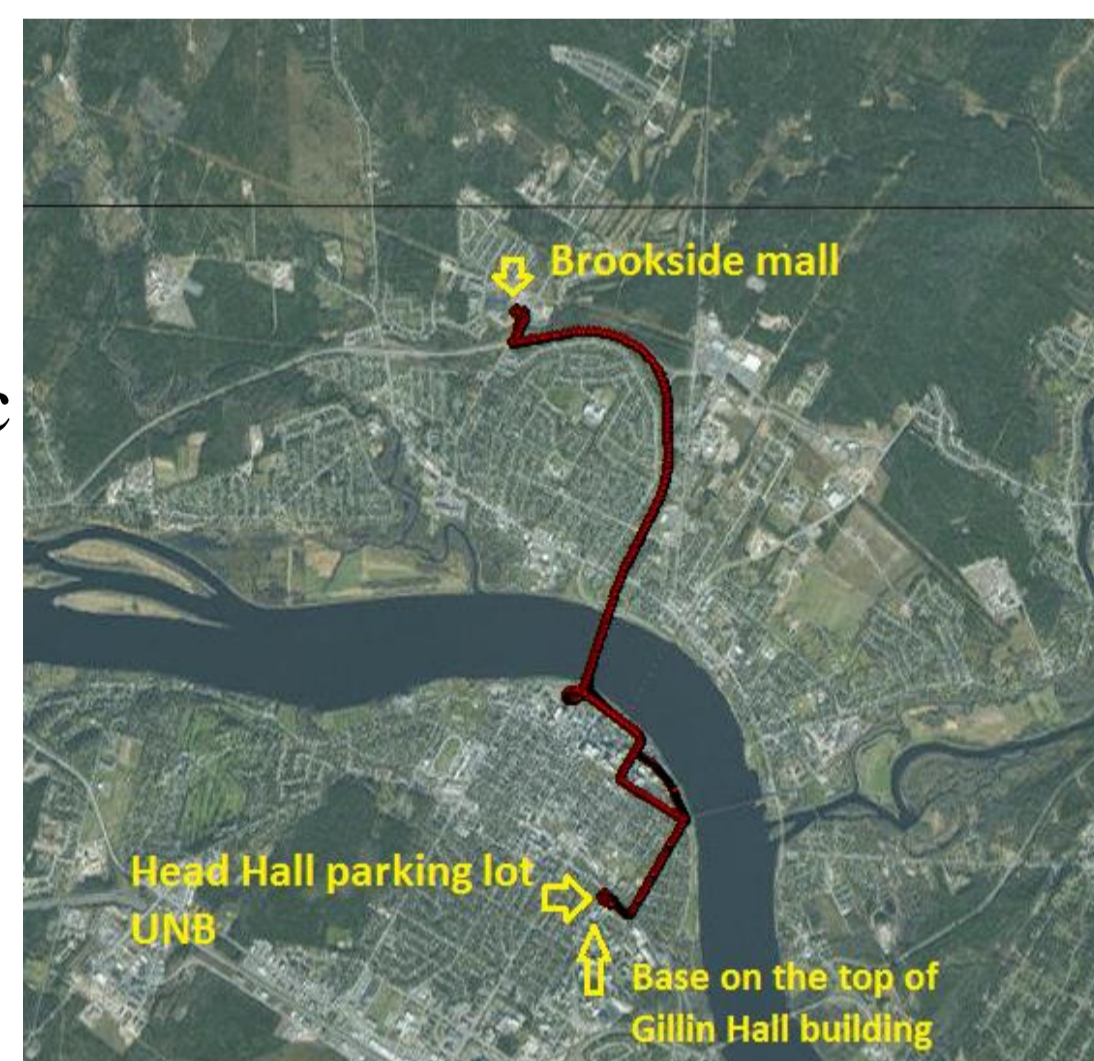 Brookside mall
Head Hall parking lot
UNB
Base on the top of
Gillin Hall building